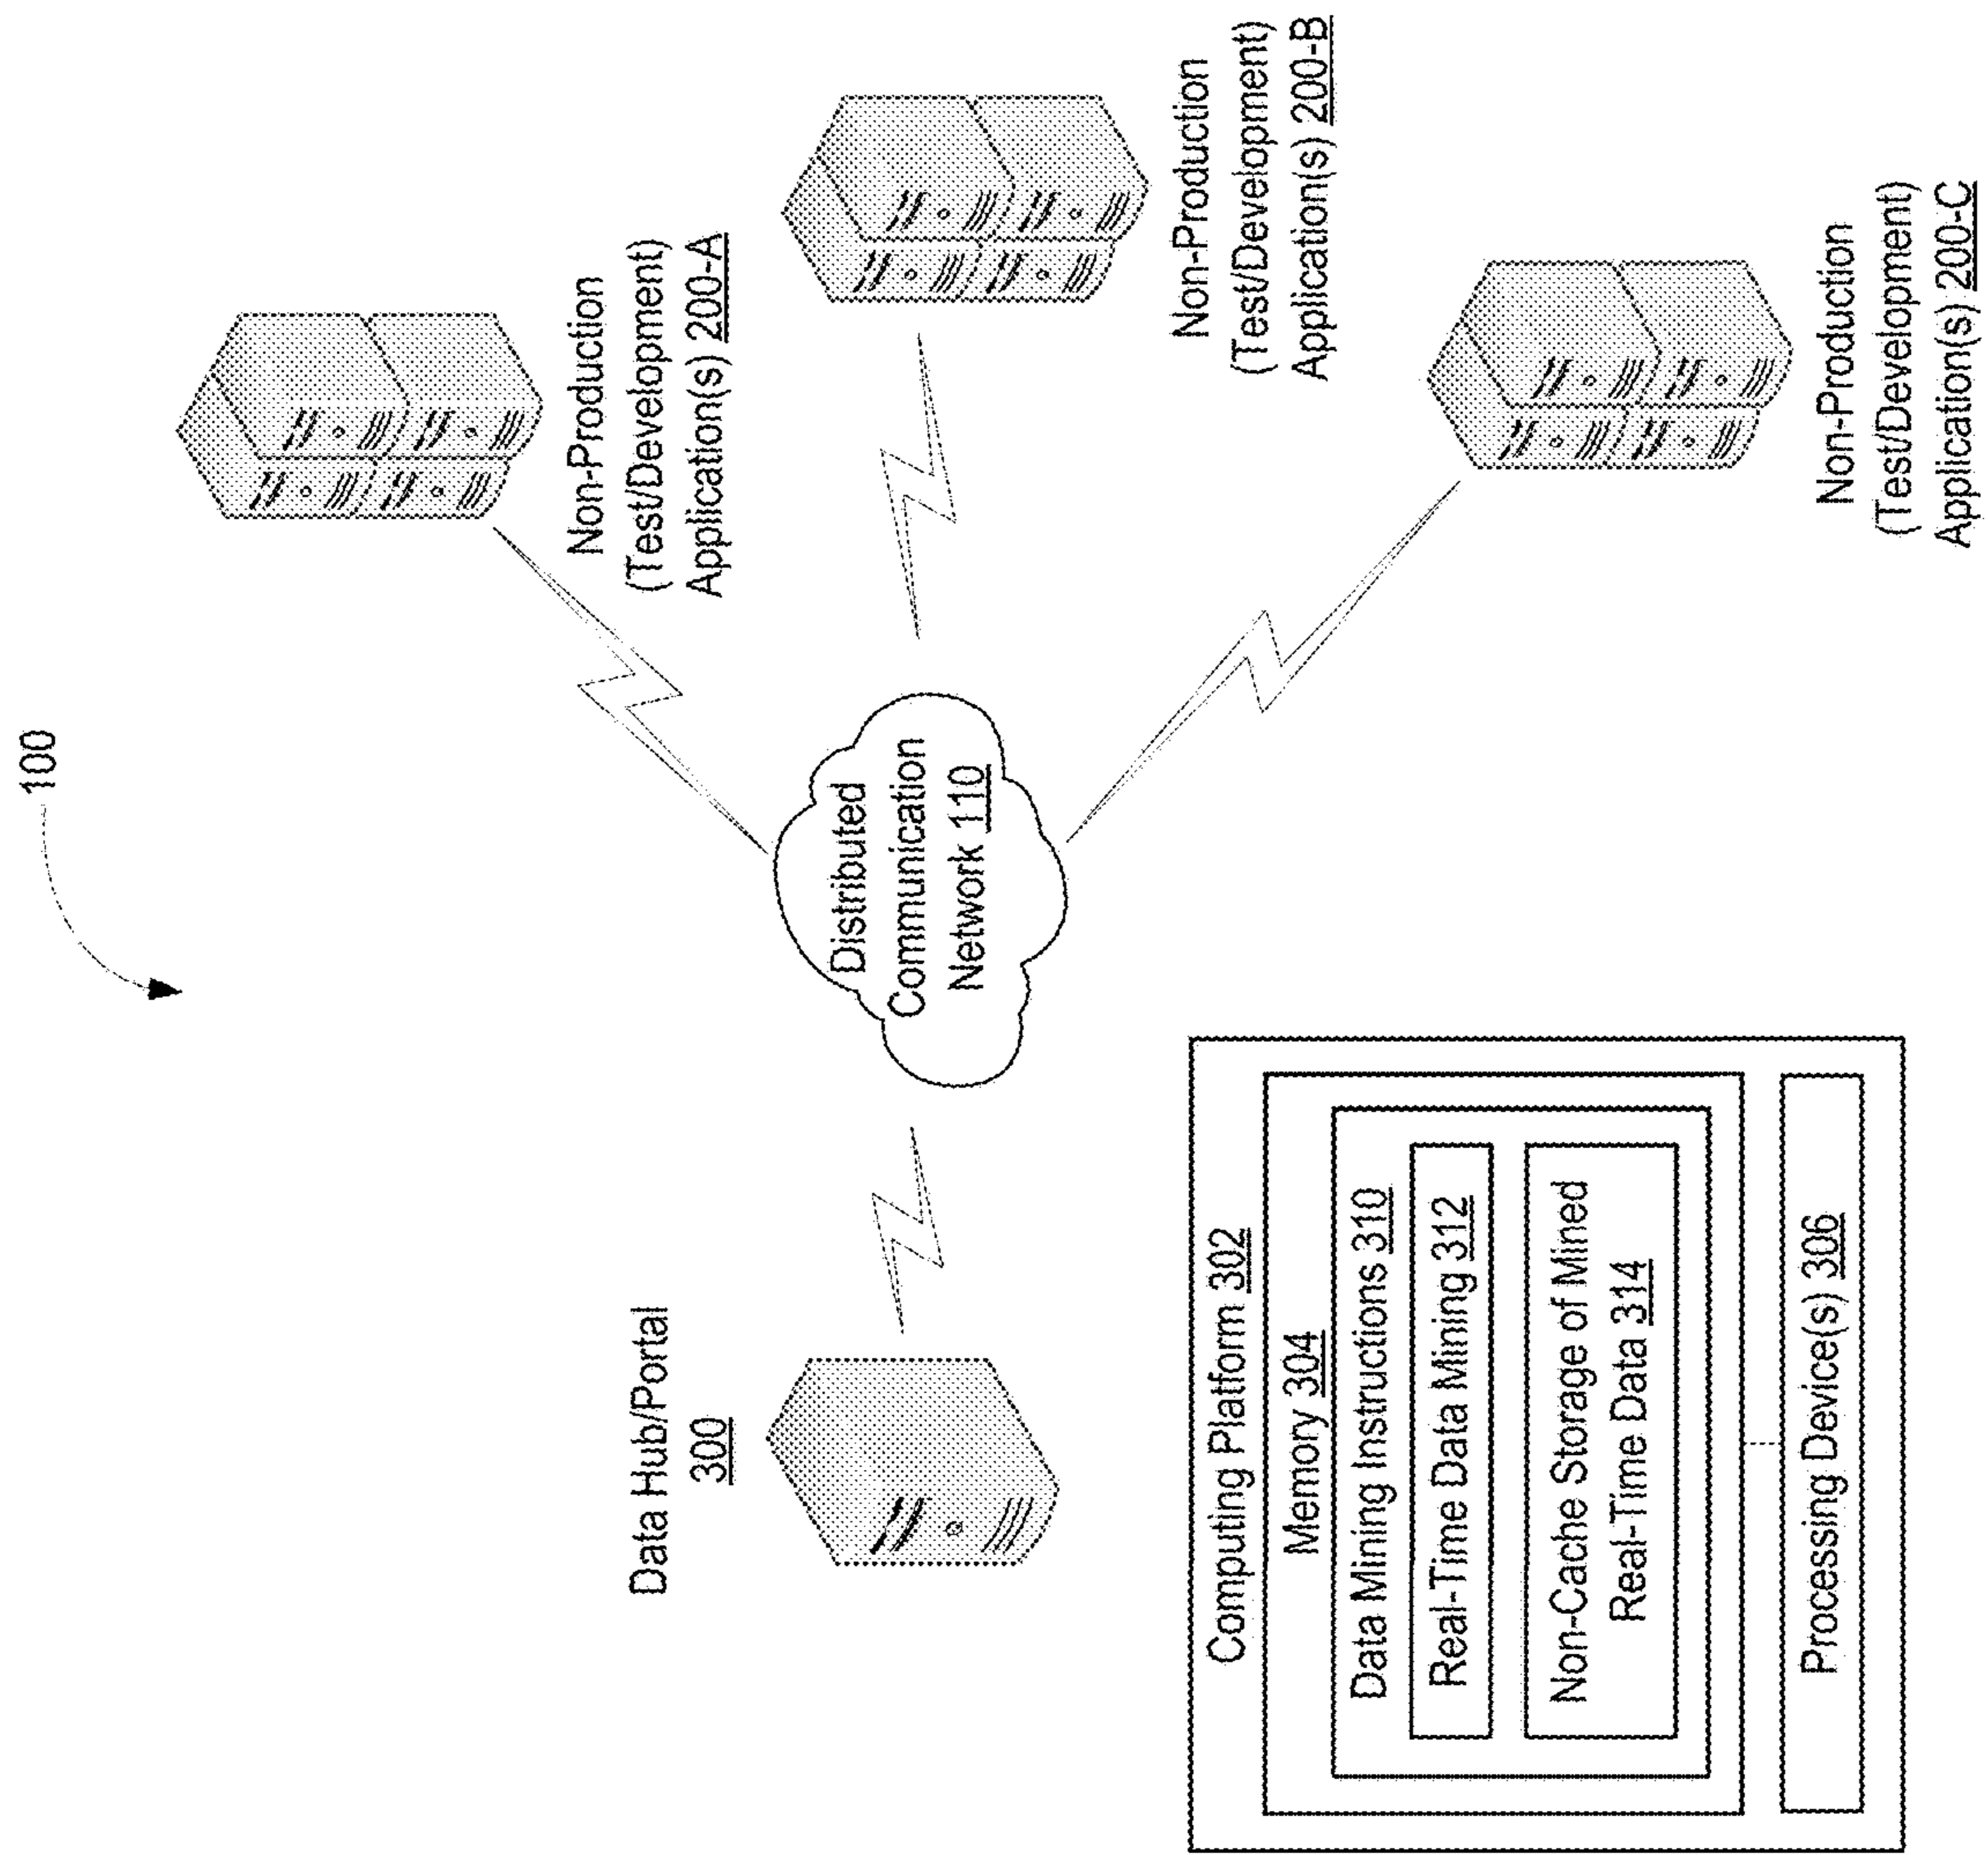 100
Non-Production
(Test/Development)
Application(s) 200-A
Non-Production
(Test/Development)
Application(s) 200-B
Non-Production
(Test/Development)
Application(s) 200-C
Distributed
Communication
Network 110
Data Hub/Portal
300
Computing Platform 302
Memory 304
Data Mining Instructions 310
Real-Time Data Mining 312
Non-Cache Storage of Mined
Real-Time Data 314
Processing Device(s) 306